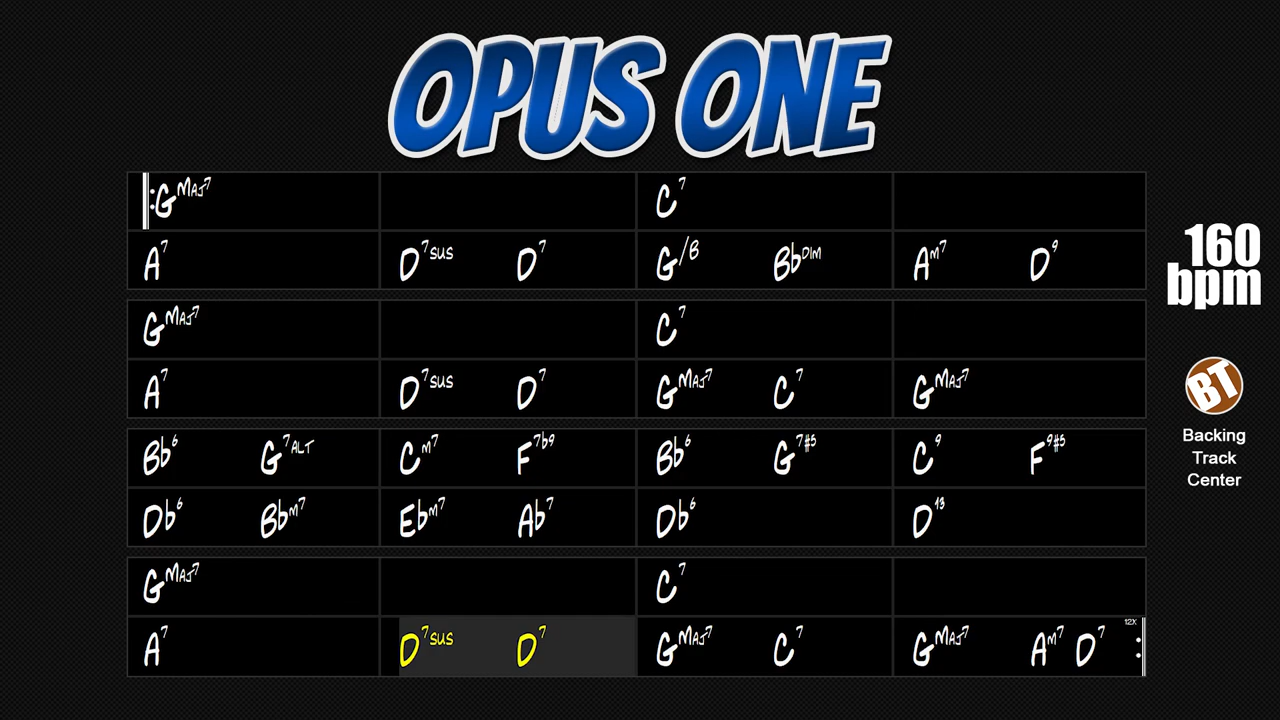 OPUS ONE
GMAJ7 C7
A7 D7SUS D7 G/B BbDIM AM7 D9
GMAJ7 C7
A7 D7SUS D7 GMAJ7 C7 GMAJ7
Bb6 G7ALT CM7 F7b9 Bb6 G7#5 C9 F9#5
Db6 BbM7 EbM7 Ab7 Db6 D13
GMAJ7 C7
A7 D7SUS D7 GMAJ7 C7 GMAJ7 AM7 D7 12X
160
bpm
BT
Backing
Track
Center